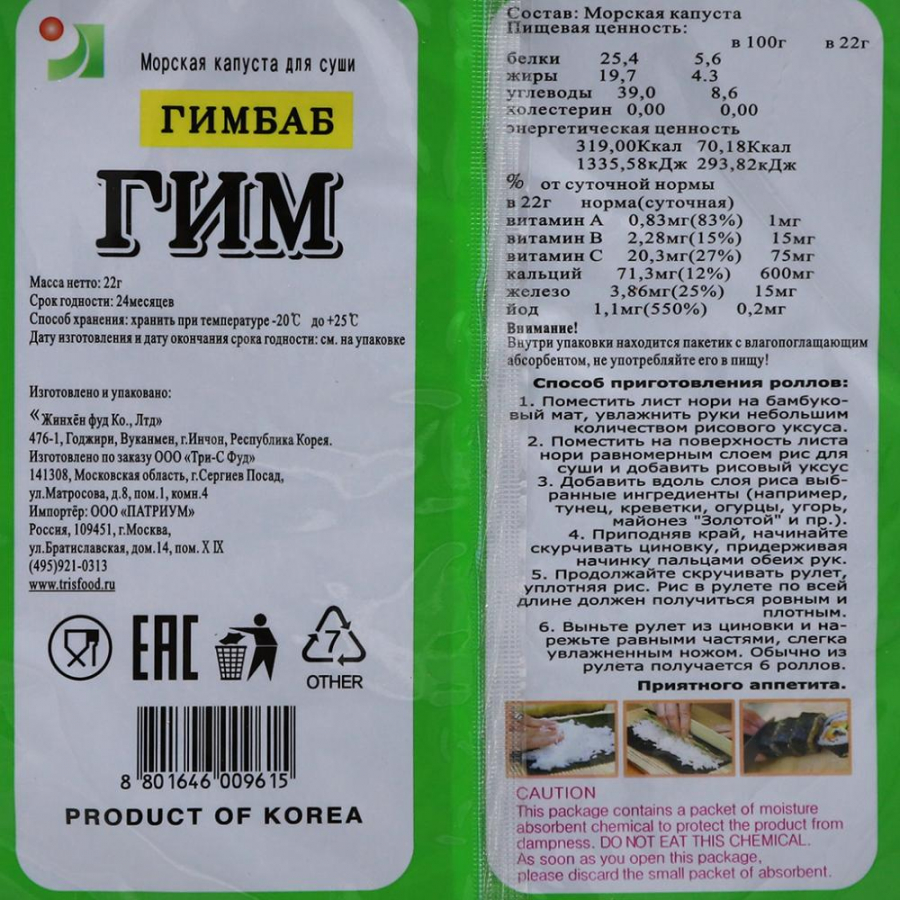 Морская капуста для суши
ГИМБАБ
ГИМ
Масса нетто: 22г
Срок годности: 24месяцев
Способ хранения: хранить при температуре -20℃ до +25℃
Дату изготовления и дату окончания срока годности: см. на упаковке
Изготовлено и упаковано:
“Жинхён фуд Ко., Лтд»
476-1, Годжири, Вуканмен, г.Инчон, Республика Корея.
Изготовлено по заказу ООО «Три-С Фуд»
141308, Московская область, г.Сергиев Посад,
ул.Матросова, д.8, пом.1, комн.4
Импортёр: ООО «ПАТРИУМ»
Россия, 109451, г.Москва,
ул.Братиславская, дом.14, пом. X IX
(495)921-0313
www.trisfood.ru
EAC
7
OTHER
8 801646 009615
PRODUCT OF KOREA
Состав: Морская капуста
Пищевая ценность:
в 100г в 22г
белки 25,4 5,6
жиры 19,7 4.3
углеводы 39,0 8,6
холестерин 0,00 0,00
энергетическая ценность
319,00Ккал 70,18Ккал
1335,58кДж 293,82кДж
% от суточной нормы
в 22г норма(суточная)
витамин А 0,83мг(83%) 1мг
витамин В 2,28мг(15%) 15мг
витамин С 20,3мг(27%) 75мг
кальций 71,3мг(12%) 600мг
железо 3,86мг(25%) 15мг
йод 1,1мг(550%) 0,2мг
Внимание!
Внутри упаковки находится пакетик с влагопоглащающим
абсорбентом, не употребляйте его в пищу!
Способ приготовления роллов:
1. Поместить лист нори на бамбуко-
вый мат, увлажнить руки небольшим
количеством рисового уксуса.
2. Поместить на поверхность листа
нори равномерным слоем рис для
суши и добавить рисовый уксус
3. Добавить вдоль слоя риса выб-
ранные ингредиенты (например,
тунец, креветки, огурцы, угорь,
майонез "Золотой" и пр.).
4. Приподняв край, начинайте
скурчивать циновку, придерживая
начинку пальцами обеих рук.
5. Продолжайте скручивать рулет,
уплотняя рис. Рис в рулете по всей
длине должен получиться ровным и
плотным.
6. Выньте рулет из циновки и на-
режьте равными частями, слегка
увлажненным ножом. Обычно из
рулета получается 6 роллов.
Приятного аппетита.
CAUTION
This package contains a packet of moisture
absorbent chemical to protect the product from
dampness. DO NOT EAT THIS CHEMICAL.
As soon as you open this package,
please discard the small packet of absorbent.